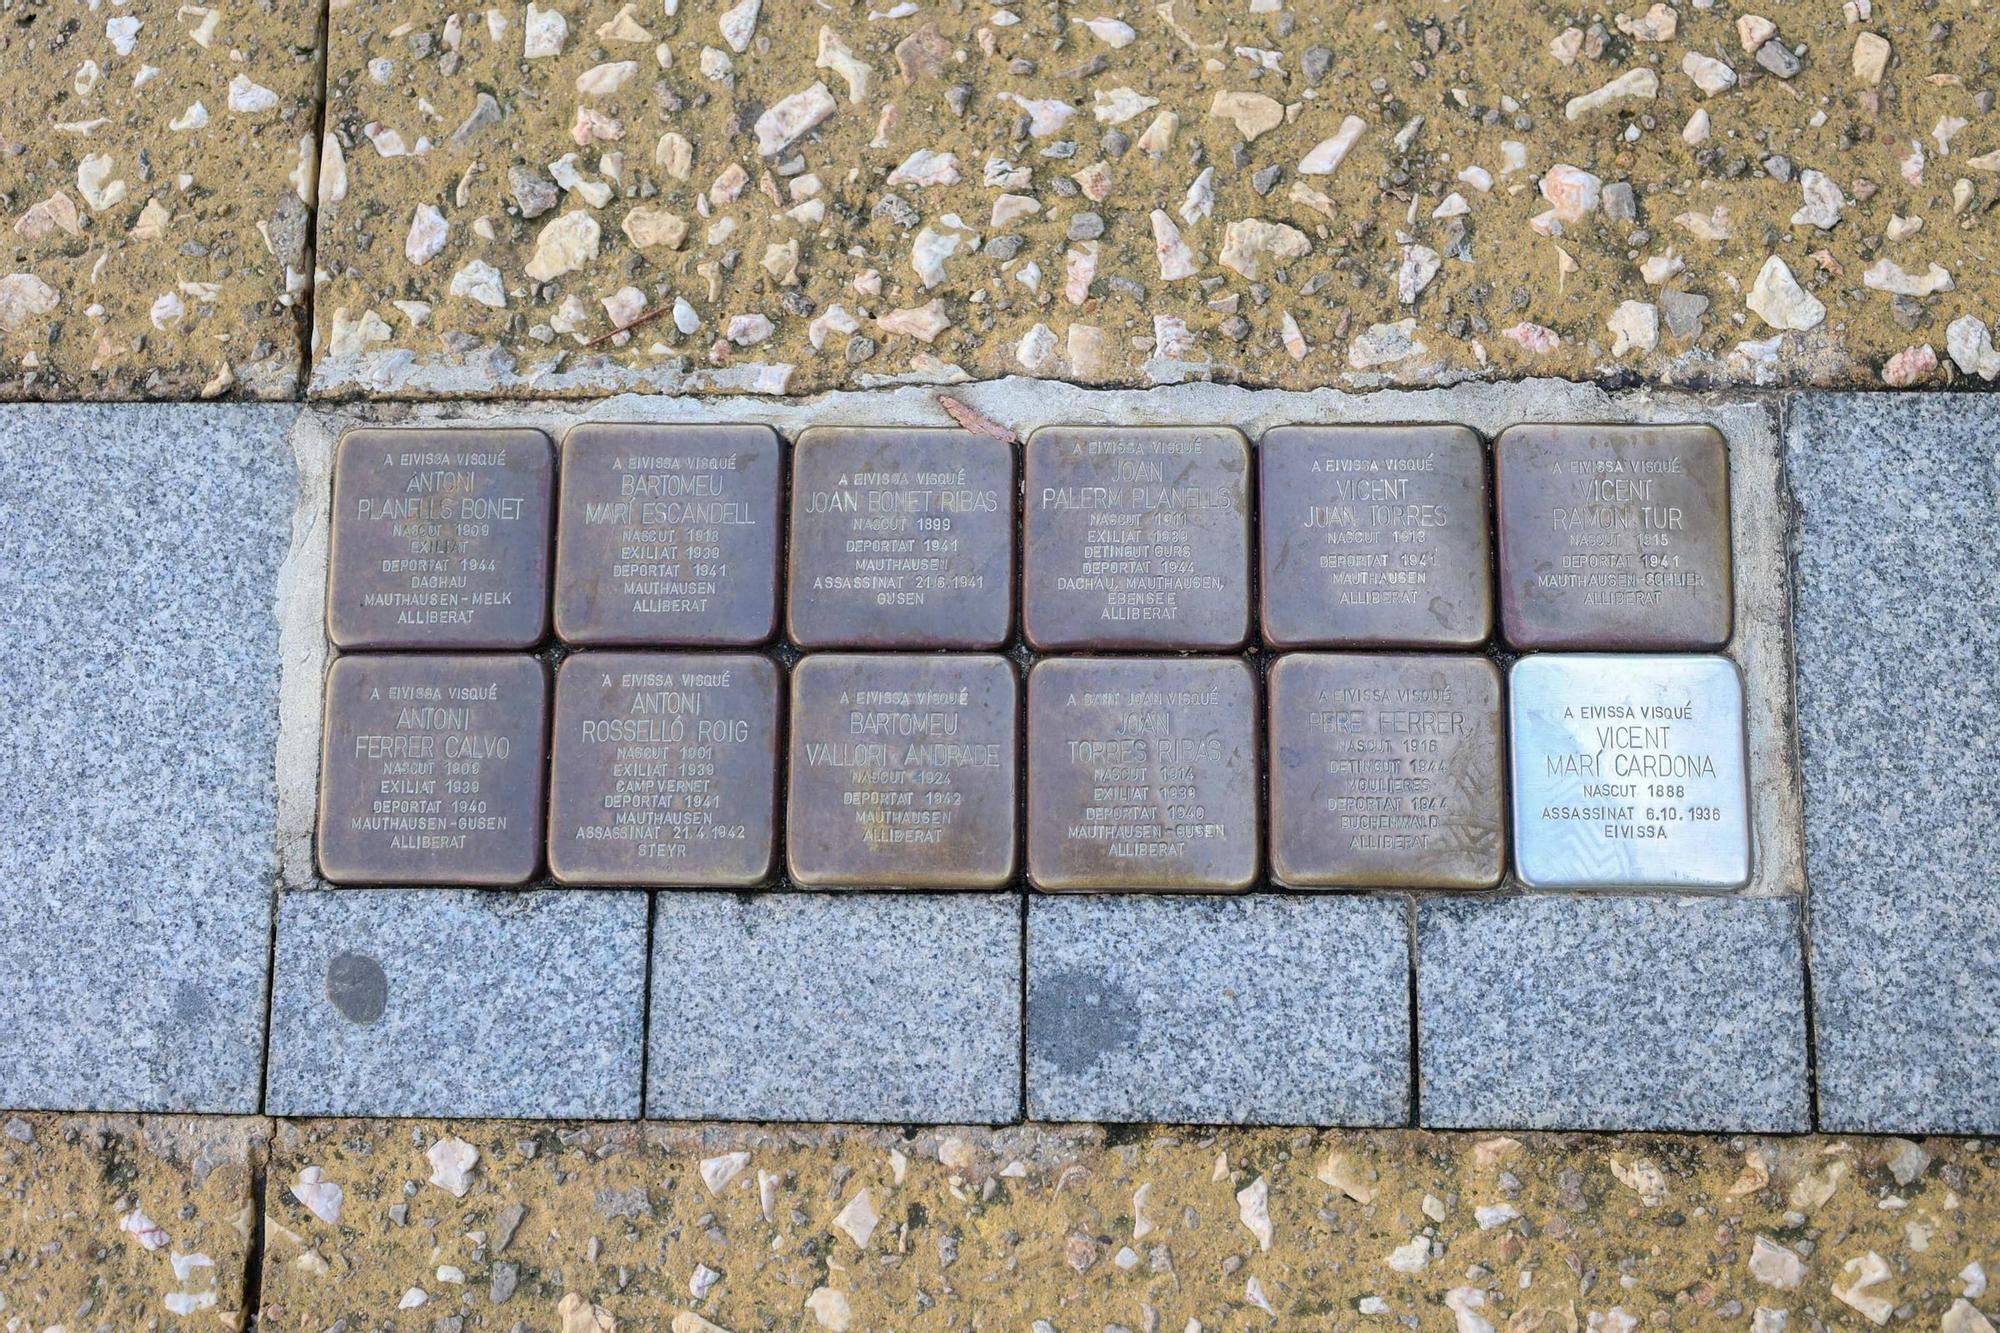 A EIVISSA VISQUÉ
ANTONI
PLANELLS BONET
NASCUT 1909
EXILIAT
DEPORTAT 1944
DACHAU
MAUTHAUSEN-MELK
ALLIBERAT
A EIVISSA VISQUÉ
BARTOMEU
MARÍ ESCANDELL
NASCUT 1918
EXILIAT 1939
DEPORTAT 1941
MAUTHAUSEN
ALLIBERAT
A EIVISSA VISQUÉ
JOAN BONET RIBAS
NASCUT 1899
DEPORTAT 1941
MAUTHAUSEN
ASSASSINAT 21.6.1941
GUSEN
A EIVISSA VISQUÉ
JOAN
PALERM PLANELLS
NASCUT 1911
EXILIAT 1939
DETINGUT GURS
DEPORTAT 1944
DACHAU, MAUTHAUSEN,
EBENSEE
ALLIBERAT
A EIVISSA VISQUÉ
VICENT
JUAN TORRES
NASCUT 1913
DEPORTAT 1941
MAUTHAUSEN
ALLIBERAT
A EIVISSA VISQUÉ
VICENT
RAMON TUR
NASCUT 1915
DEPORTAT 1941
MAUTHAUSEN-SCHLIER
ALLIBERAT
A EIVISSA VISQUÉ
ANTONI
FERRER CALVO
NASCUT 1909
EXILIAT 1939
DEPORTAT 1940
MAUTHAUSEN-GUSEN
ALLIBERAT
A EIVISSA VISQUÉ
ANTONI
ROSSELLÓ ROIG
NASCUT 1901
EXILIAT 1939
CAMP VERNET
DEPORTAT 1941
MAUTHAUSEN
ASSASSINAT 21.4.1942
STEYR
A EIVISSA VISQUÉ
BARTOMEU
VALLORI ANDRADE
NASCUT 1924
DEPORTAT 1942
MAUTHAUSEN
ALLIBERAT
A SANT JOAN VISQUÉ
JOAN
TORRES RIBAS
NASCUT 1914
EXILIAT 1939
DEPORTAT 1940
MAUTHAUSEN-GUSEN
ALLIBERAT
A EIVISSA VISQUÉ
PERE FERRER
NASCUT 1916
DETINGUT 1944
MOULIERES
DEPORTAT 1944
BUCHENWALD
ALLIBERAT
A EIVISSA VISQUÉ
VICENT
MARÍ CARDONA
NASCUT 1888
ASSASSINAT 6.10.1936
EIVISSA